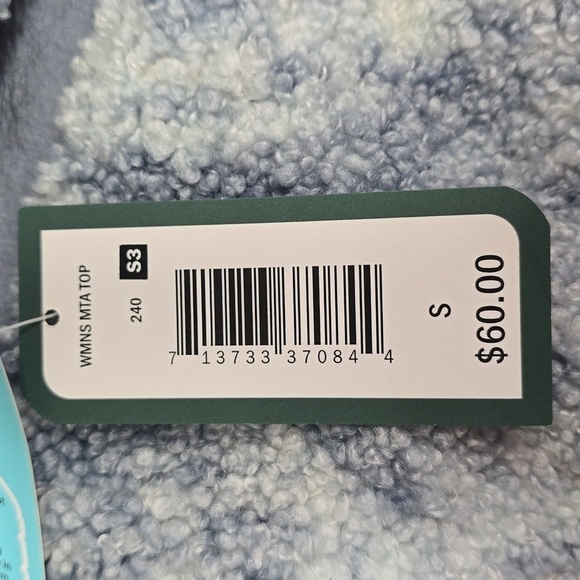 WMNS MTA TOP
240 S3
7 13733 37084 4
S
$60.00